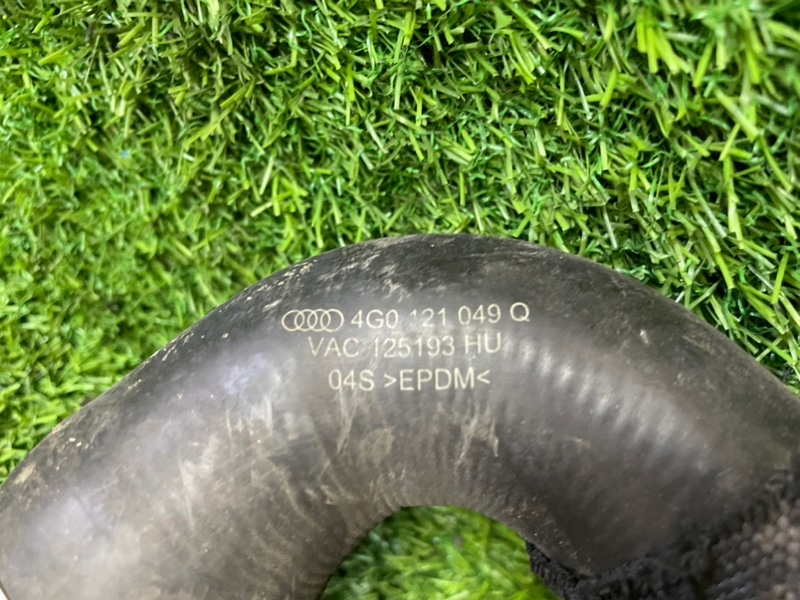 4G0 121 049 Q
VAC 125193 HU
04S >EPDM<